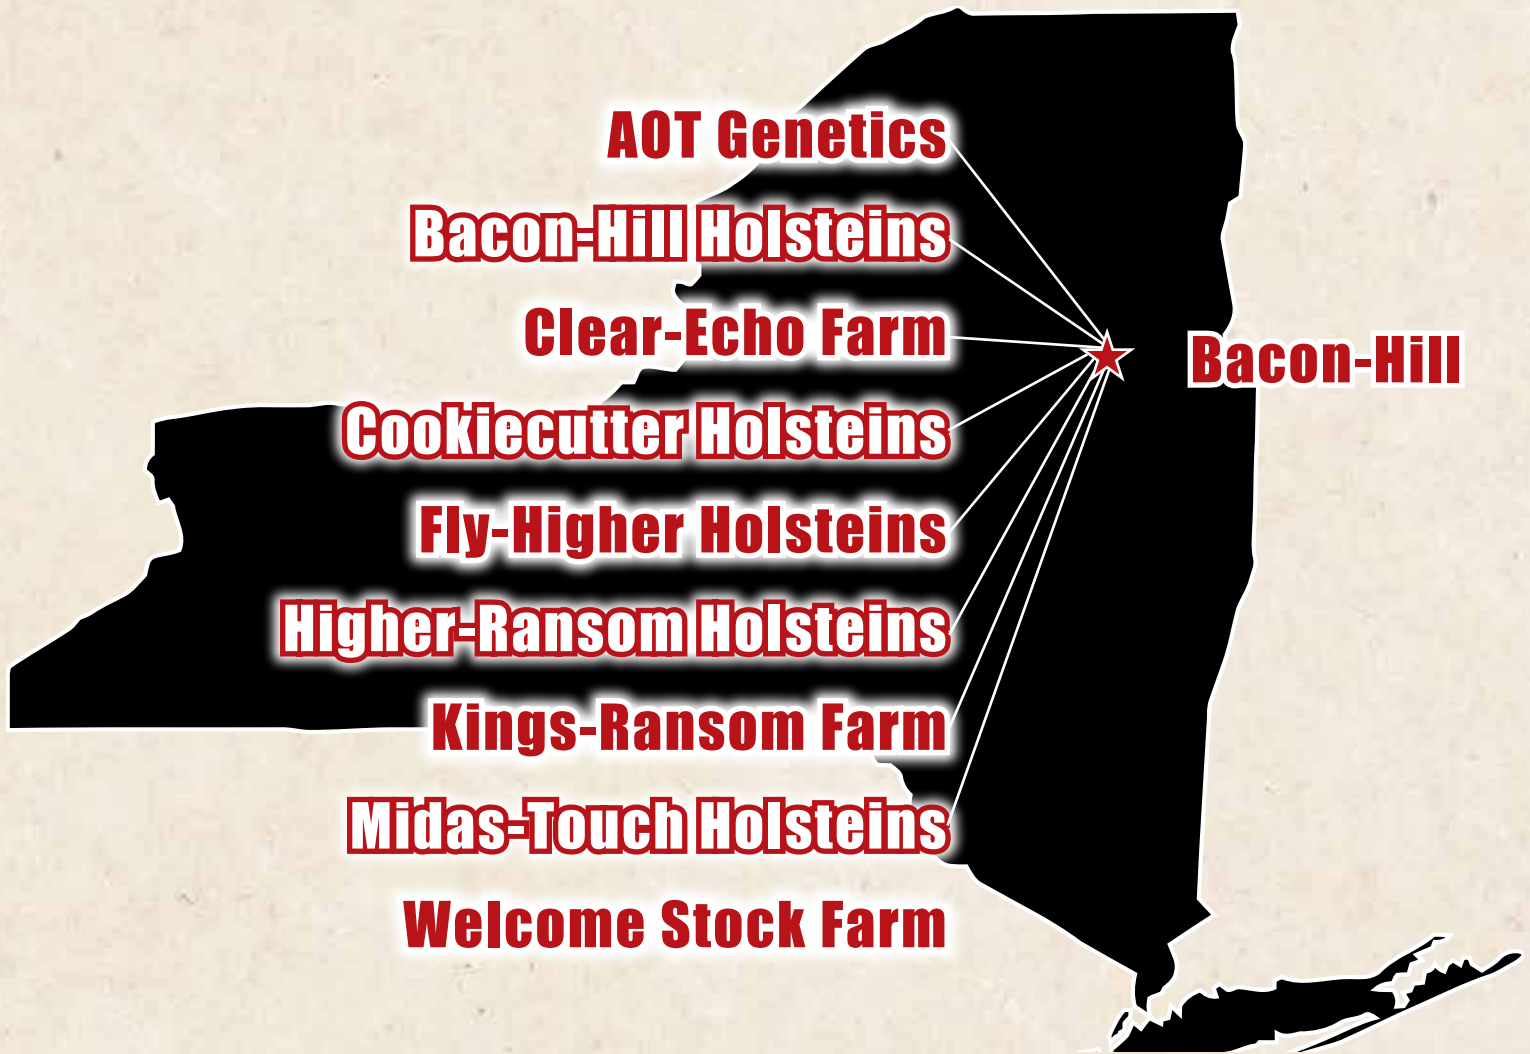 AOT Genetics
Bacon-Hill Holsteins
Clear-Echo Farm
Bacon-Hill
Cookiecutter Holsteins
Fly-Higher Holsteins
Higher-Ransom Holsteins
Kings-Ransom Farm
Midas-Touch Holsteins
Welcome Stock Farm